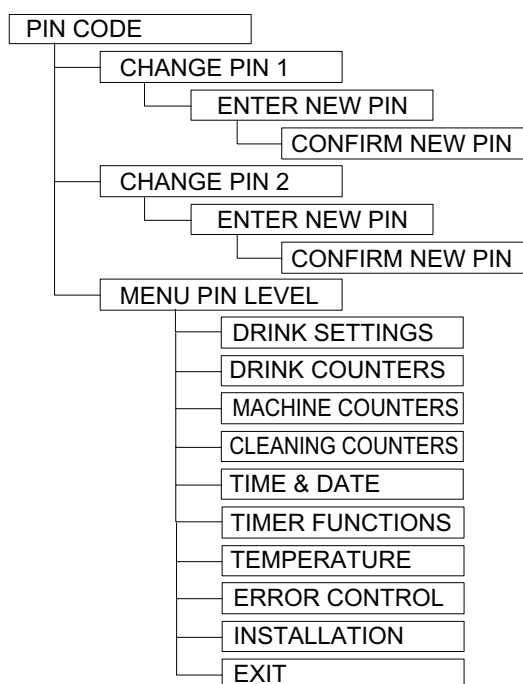 PIN CODE
CHANGE PIN 1
ENTER NEW PIN
CONFIRM NEW PIN
CHANGE PIN 2
ENTER NEW PIN
CONFIRM NEW PIN
MENU PIN LEVEL
DRINK SETTINGS
DRINK COUNTERS
MACHINE COUNTERS
CLEANING COUNTERS
TIME & DATE
TIMER FUNCTIONS
TEMPERATURE
ERROR CONTROL
INSTALLATION
EXIT